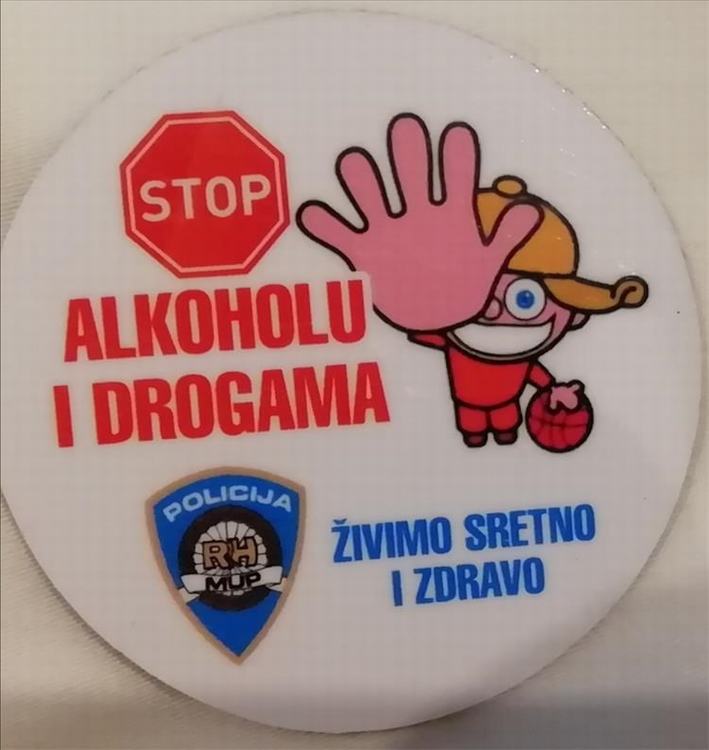 STOP
ALKOHOLU
I DROGAMA
POLICIJA
RH
MUP
ŽIVIMO SRETNO
I ZDRAVO